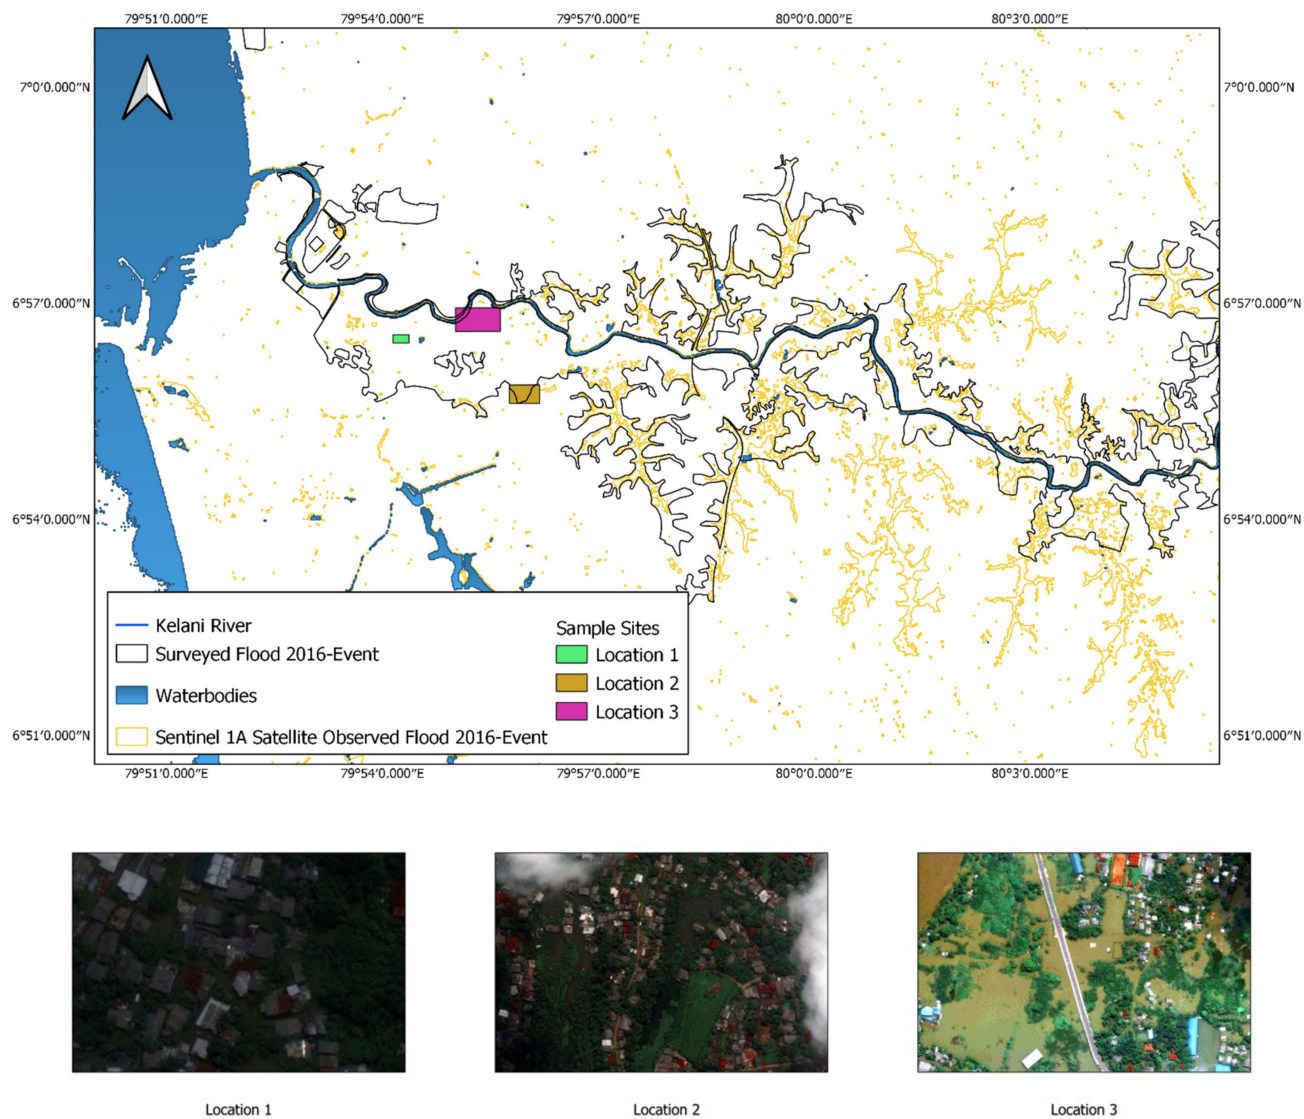 79°51′0.000″E 79°54′0.000″E 79°57′0.000″E 80°0′0.000″E 80°3′0.000″E
7°0′0.000″N 7°0′0.000″N
6°57′0.000″N 6°57′0.000″N
6°54′0.000″N 6°54′0.000″N
6°51′0.000″N 6°51′0.000″N
Kelani River
Surveyed Flood 2016-Event
Waterbodies
Sentinel 1A Satellite Observed Flood 2016-Event
Sample Sites
Location 1
Location 2
Location 3
79°51′0.000″E 79°54′0.000″E 79°57′0.000″E 80°0′0.000″E 80°3′0.000″E
Location 1 Location 2 Location 3